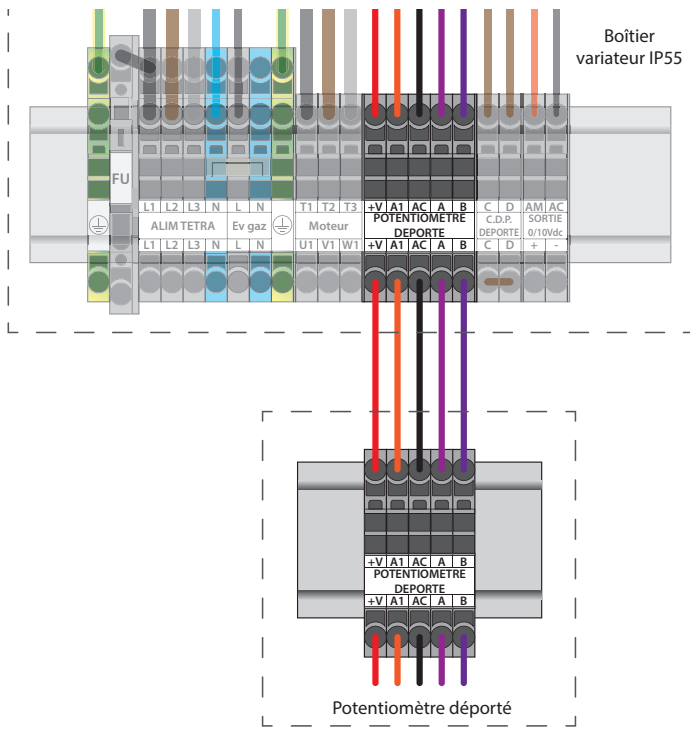 Boîtier
variateur IP55
FU
L1 L2 L3 N L N T1 T2 T3 +V A1 AC A B C D AM AC
ALIM TETRA Ev gaz Moteur POTENTIOMÈTRE DEPORTE C.D.P. DEPORTE SORTIE 0/10Vdc
L1 L2 L3 N L N U1 V1 W1 +V A1 AC A B C D + -
+V A1 AC A B
POTENTIOMÈTRE
DEPORTE
+V A1 AC A B
Potentiomètre déporté